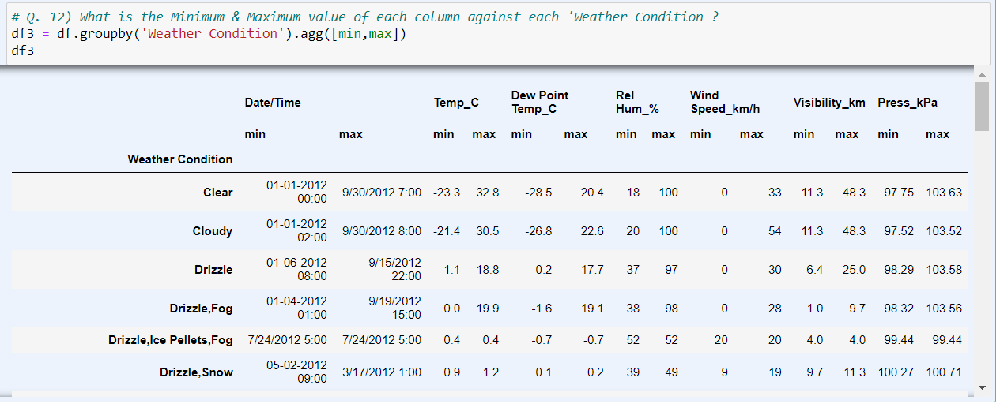 # Q. 12) What is the Minimum & Maximum value of each column against each 'Weather Condition ?
df3 = df.groupby('Weather Condition').agg([min,max])
df3
Date/Time Temp_C Dew Point Temp_C Rel Hum_% Wind Speed_km/h Visibility_km Press_kPa
min max min max min max min max min max min max min max
Weather Condition
Clear 01-01-2012 00:00 9/30/2012 7:00 -23.3 32.8 -28.5 20.4 18 100 0 33 11.3 48.3 97.75 103.63
Cloudy 01-01-2012 02:00 9/30/2012 8:00 -21.4 30.5 -26.8 22.6 20 100 0 54 11.3 48.3 97.52 103.52
Drizzle 01-06-2012 08:00 9/15/2012 22:00 1.1 18.8 -0.2 17.7 37 97 0 30 6.4 25.0 98.29 103.58
Drizzle,Fog 01-04-2012 01:00 9/19/2012 15:00 0.0 19.9 -1.6 19.1 38 98 0 28 1.0 9.7 98.32 103.56
Drizzle,Ice Pellets,Fog 7/24/2012 5:00 7/24/2012 5:00 0.4 0.4 -0.7 -0.7 52 52 20 20 4.0 4.0 99.44 99.44
Drizzle,Snow 05-02-2012 09:00 3/17/2012 1:00 0.9 1.2 0.1 0.2 39 49 9 19 9.7 11.3 100.27 100.71